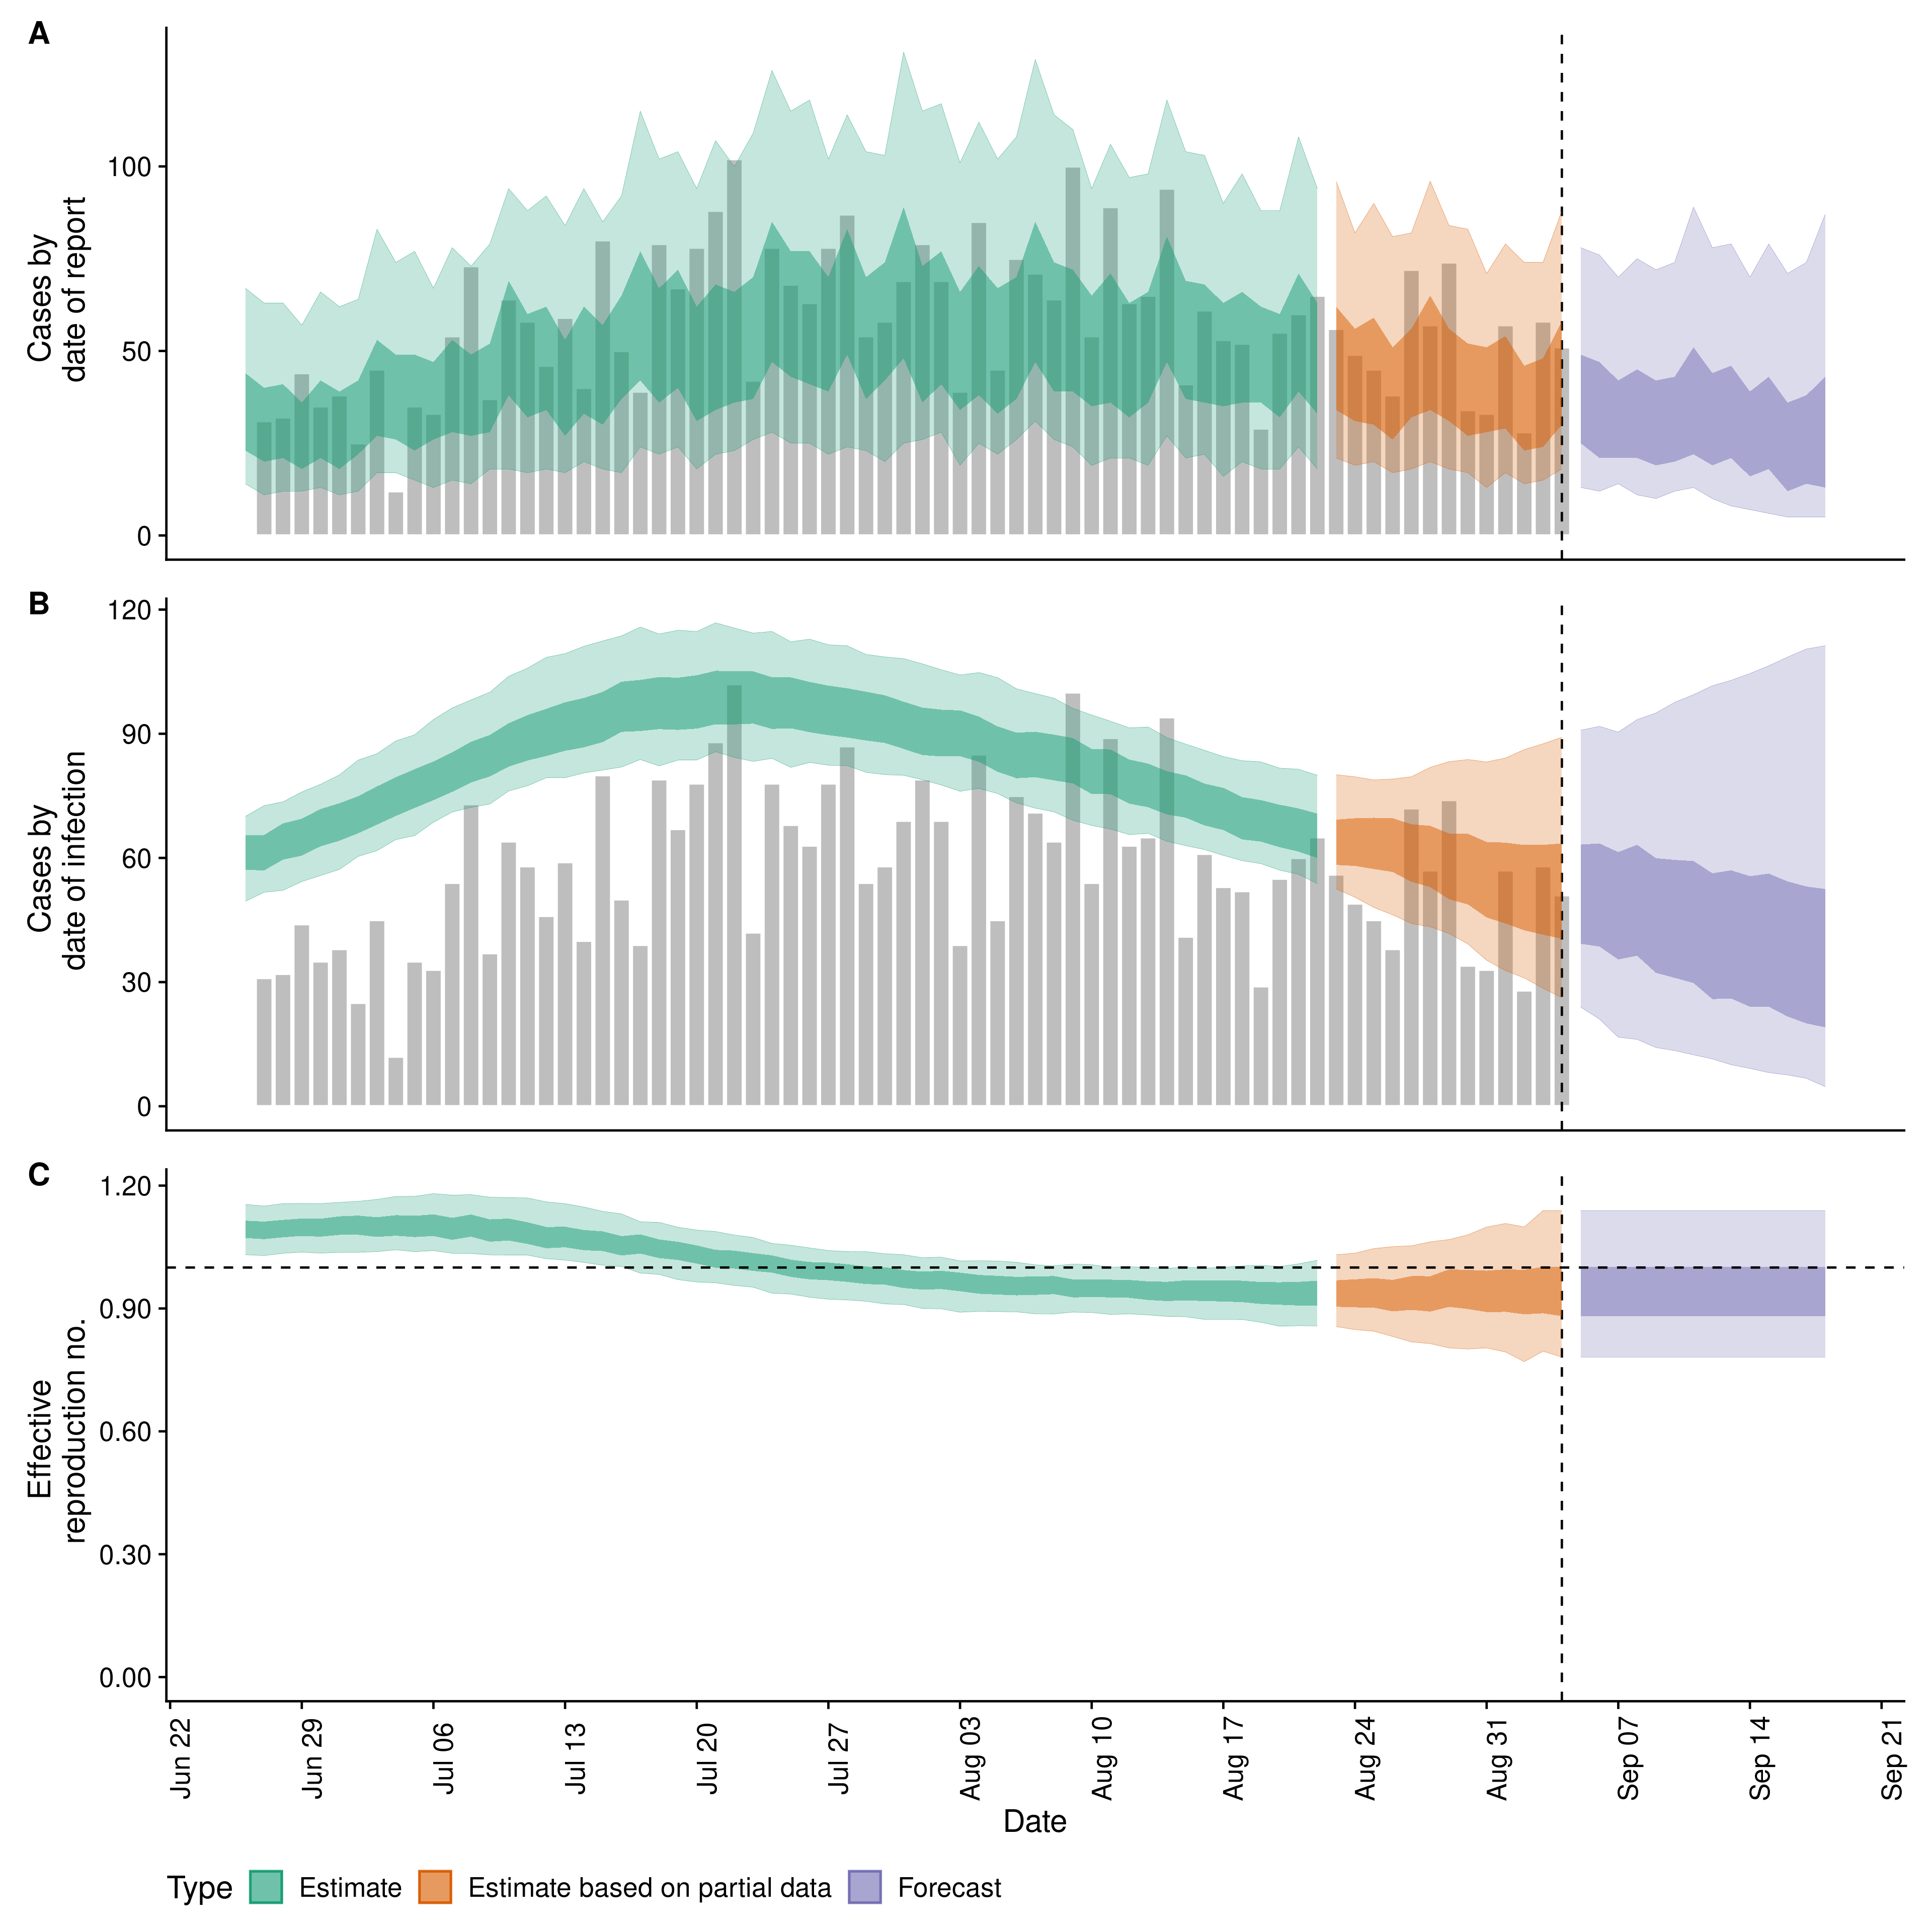 A
Cases by
date of report
100
50
0
B
Cases by
date of infection
120
90
60
30
0
C
Effective
reproduction no.
1.20
0.90
0.60
0.30
0.00
Jun 22
Jun 29
Jul 06
Jul 13
Jul 20
Jul 27
Aug 03
Aug 10
Aug 17
Aug 24
Aug 31
Sep 07
Sep 14
Sep 21
Date
Type Estimate Estimate based on partial data Forecast